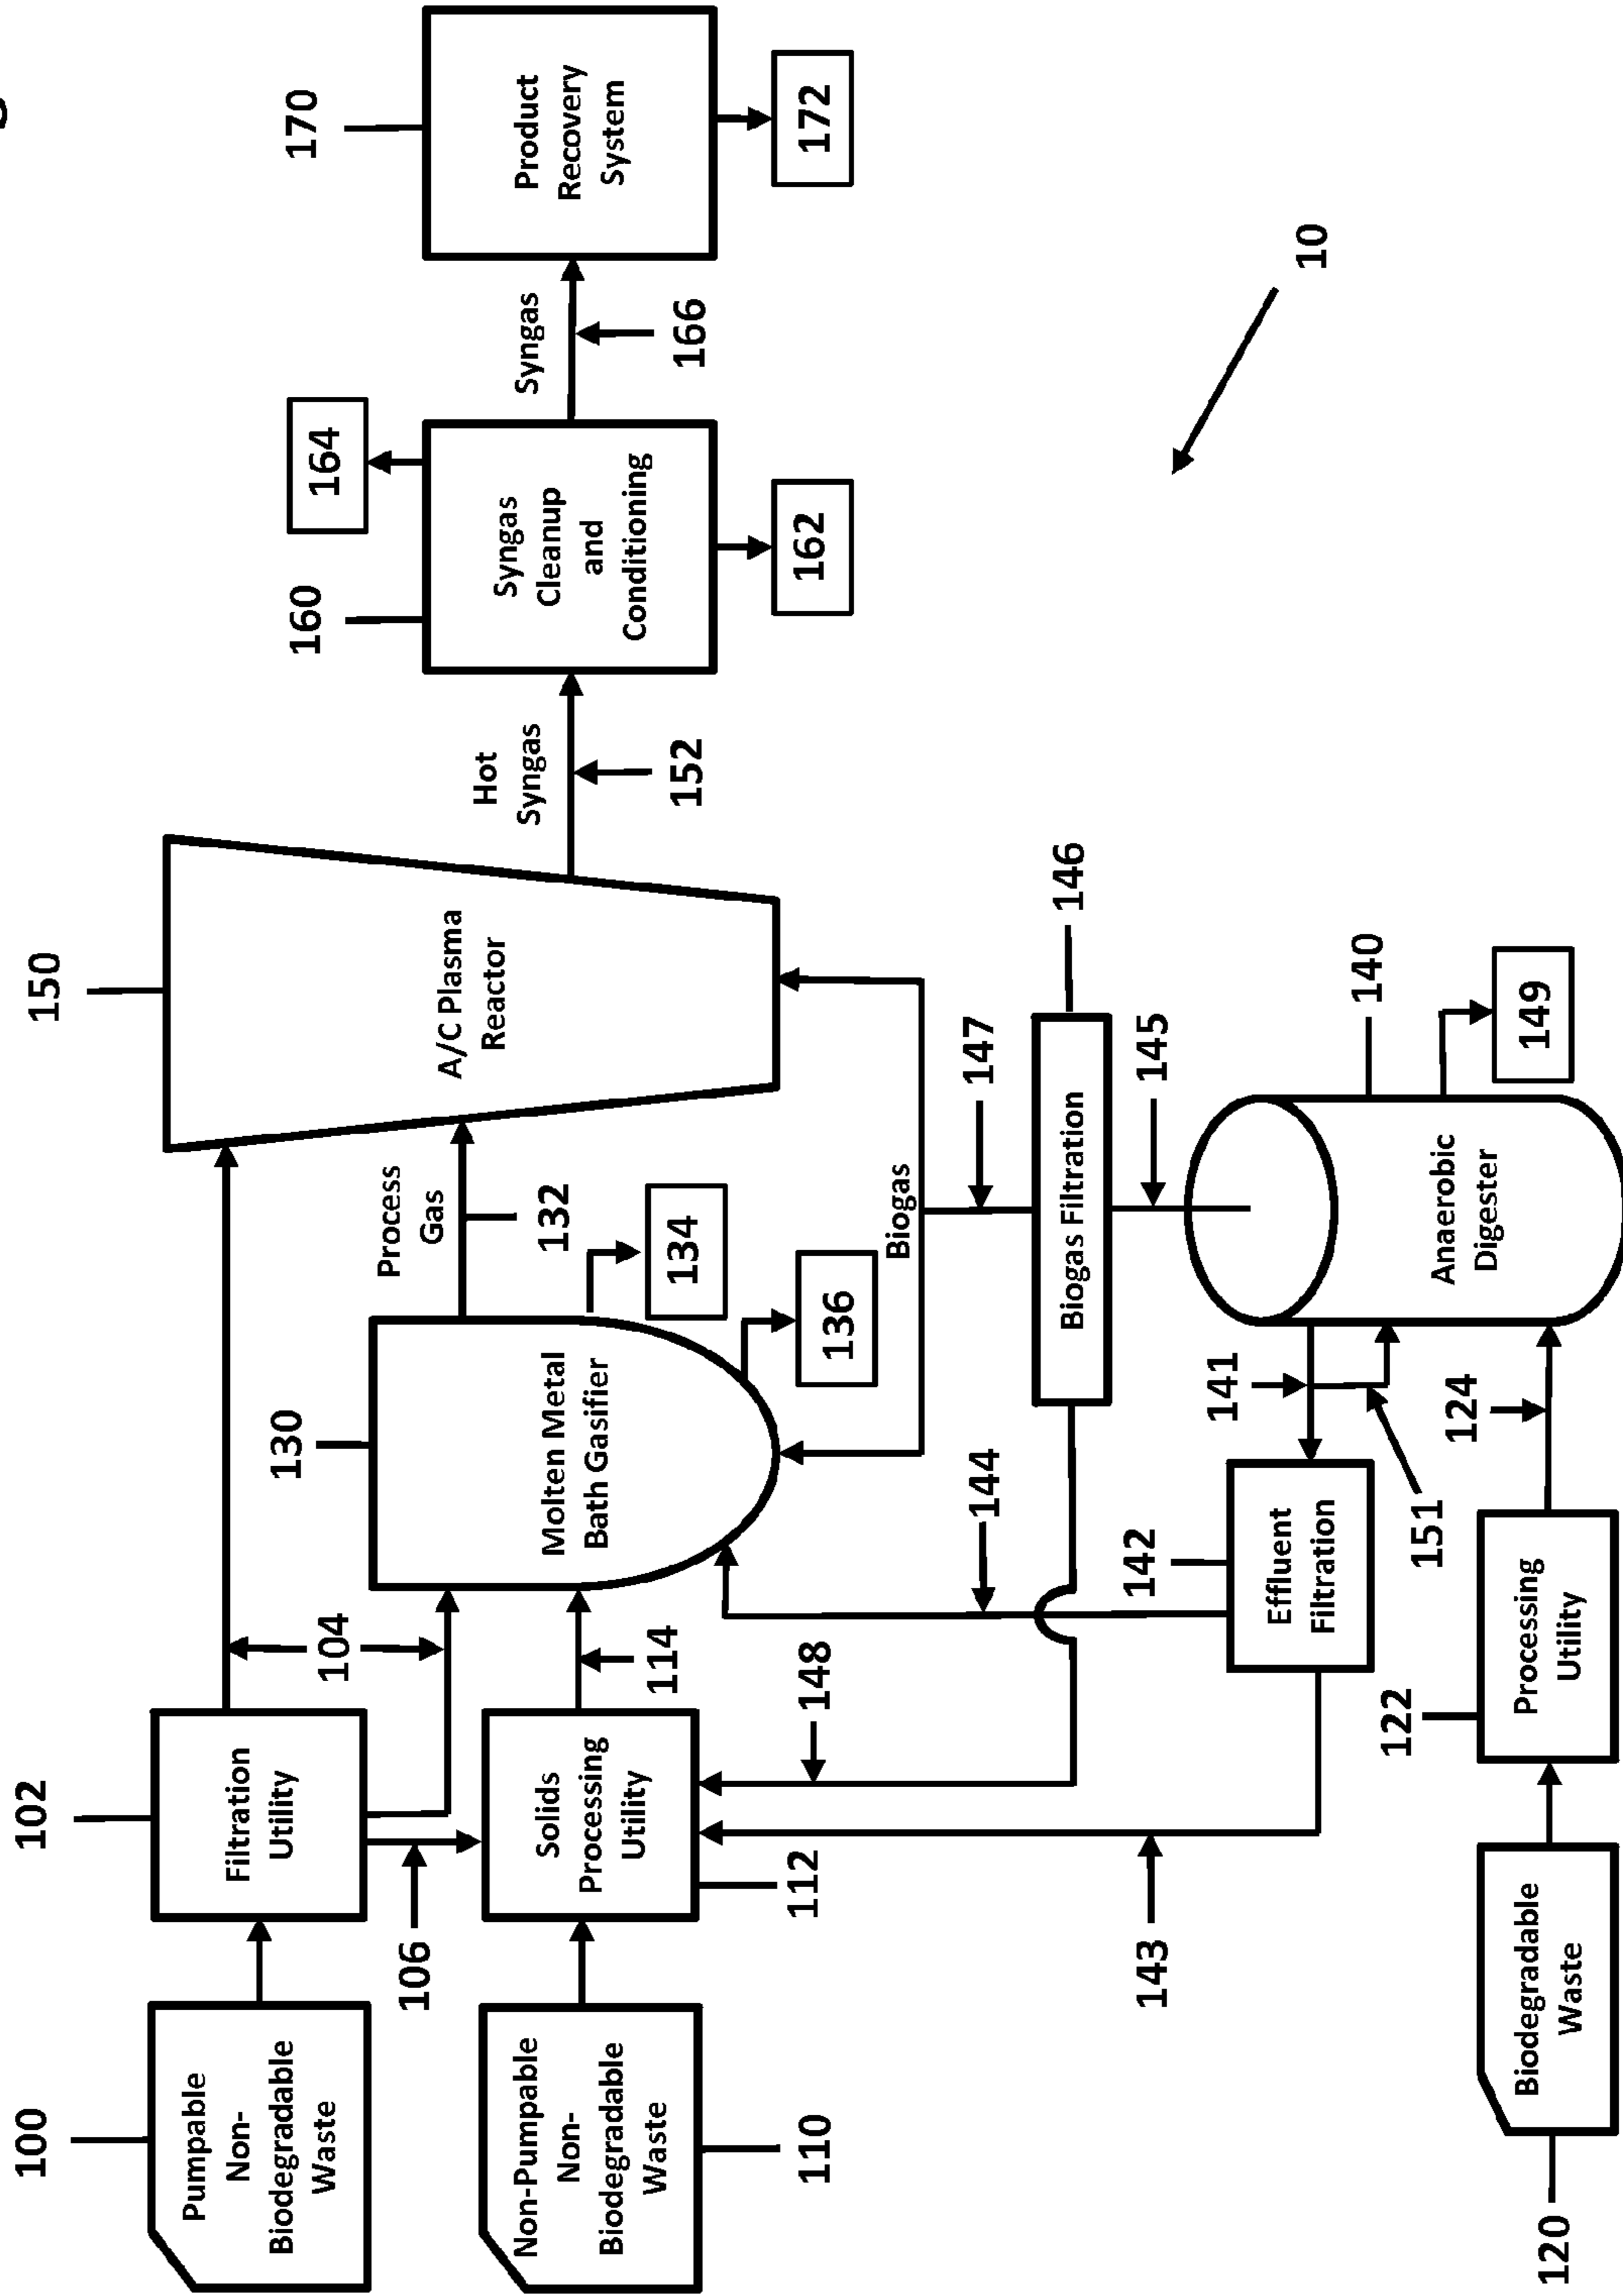 100
Pumpable
Non-
Biodegradable
Waste
102
Filtration
Utility
104
106
110
Non-Pumpable
Non-
Biodegradable
Waste
112
Solids
Processing
Utility
114
130
Molten Metal
Bath Gasifier
Process
Gas
132
134
136
150
A/C Plasma
Reactor
Hot
Syngas
152
160
Syngas
Cleanup
and
Conditioning
164
162
Syngas
166
170
Product
Recovery
System
172
Biogas
148
144
147
146
Biogas Filtration
145
143
142
Effluent
Filtration
141
151
140
Anaerobic
Digester
149
120
Biodegradable
Waste
122
Processing
Utility
124
10